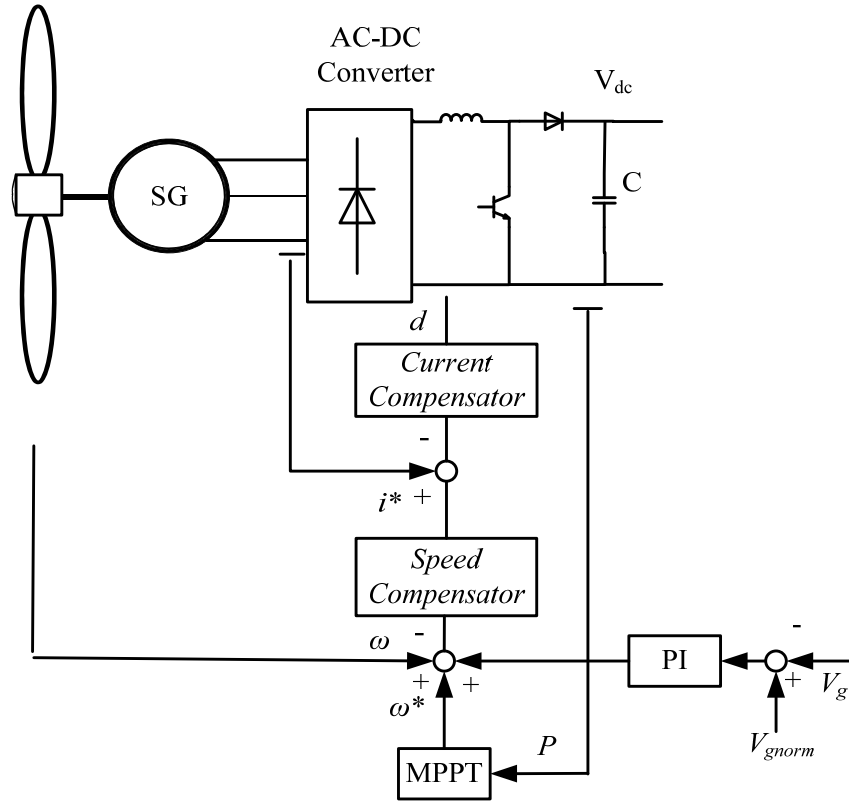 AC-DC
Converter
V_dc
SG
C
d
Current
Compensator
-
i* +
Speed
Compensator
ω -
+ +
ω*
PI
-
+ V_g
V_gnorm
MPPT
P